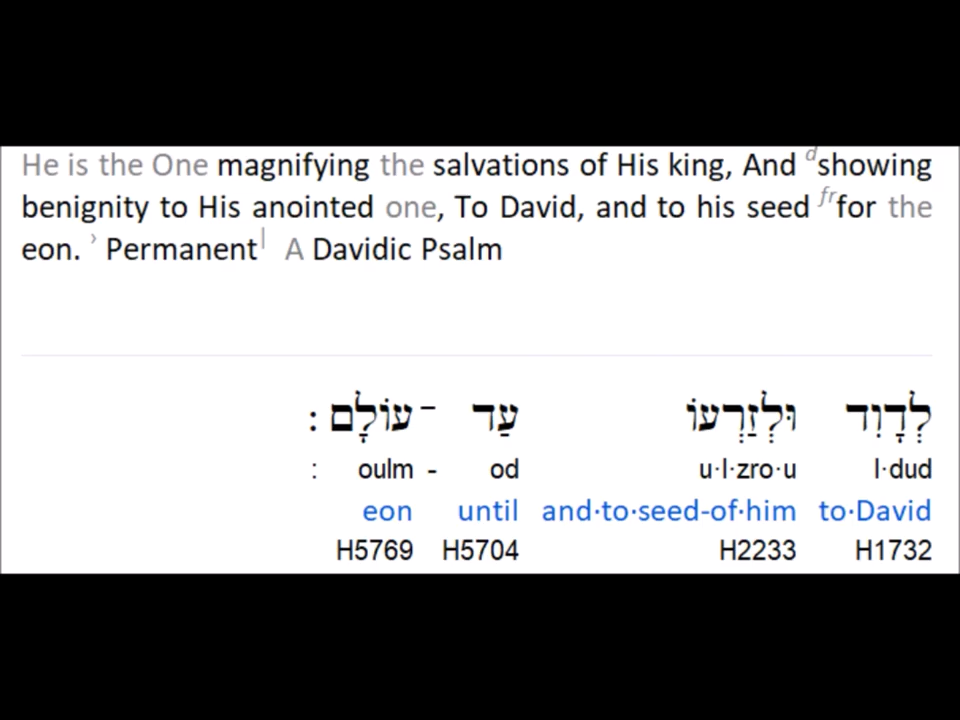 He is the One magnifying the salvations of His king, And ᵈshowing
benignity to His anointed one, To David, and to his seed ᶠʳfor the
eon. ˃ Permanent| A Davidic Psalm
לְדָוִד וּלְזַרְעוֹ עַד־עוֹלָם :
: oulm - od u·l·zro·u l·dud
eon until and·to·seed-of·him to·David
H5769 H5704 H2233 H1732